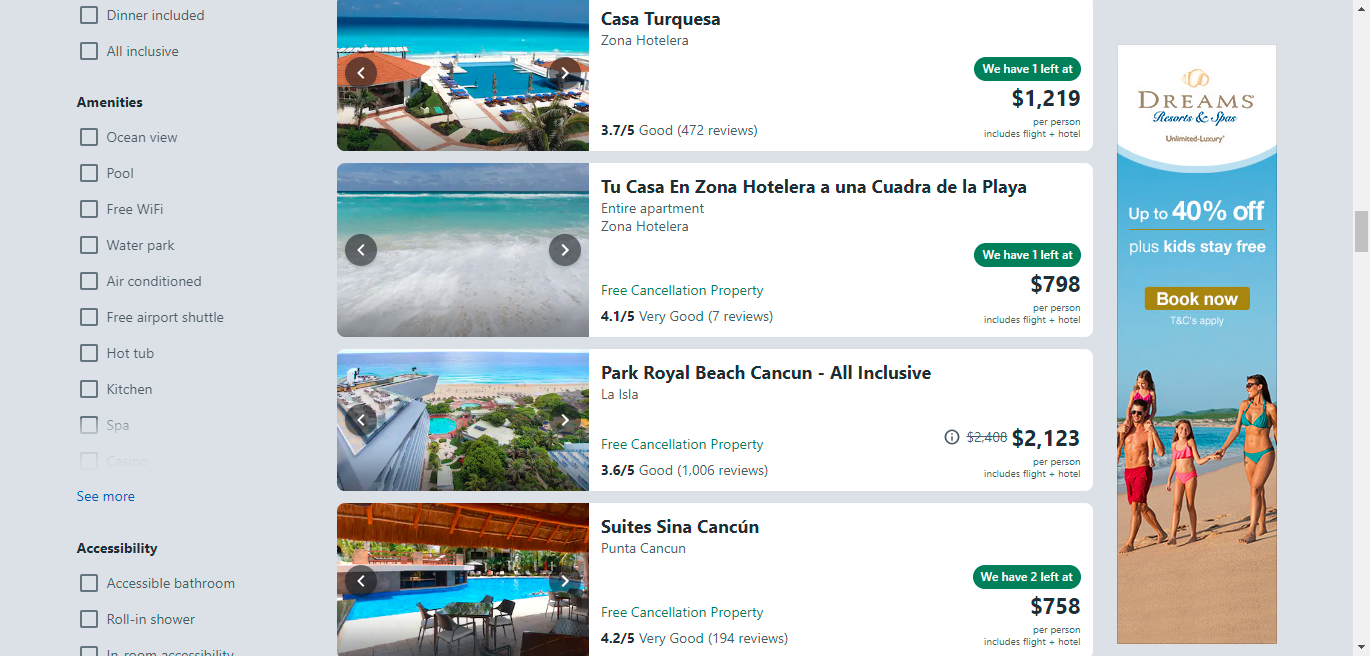 Dinner included
All inclusive
Amenities
Ocean view
Pool
Free WiFi
Water park
Air conditioned
Free airport shuttle
Hot tub
Kitchen
Spa
Casino
See more
Accessibility
Accessible bathroom
Roll-in shower
In-room accessibility
Casa Turquesa
Zona Hotelera
We have 1 left at
$1,219
per person
3.7/5 Good (472 reviews)
includes flight + hotel
Tu Casa En Zona Hotelera a una Cuadra de la Playa
Entire apartment
Zona Hotelera
We have 1 left at
$798
Free Cancellation Property
per person
4.1/5 Very Good (7 reviews)
includes flight + hotel
Park Royal Beach Cancun - All Inclusive
La Isla
$2,408 $2,123
Free Cancellation Property
per person
3.6/5 Good (1,006 reviews)
includes flight + hotel
Suites Sina Cancún
Punta Cancun
We have 2 left at
$758
Free Cancellation Property
per person
4.2/5 Very Good (194 reviews)
includes flight + hotel
DREAMS
Resorts & Spas
Unlimited-Luxury®
Up to 40% off
plus kids stay free
Book now
T&C's apply